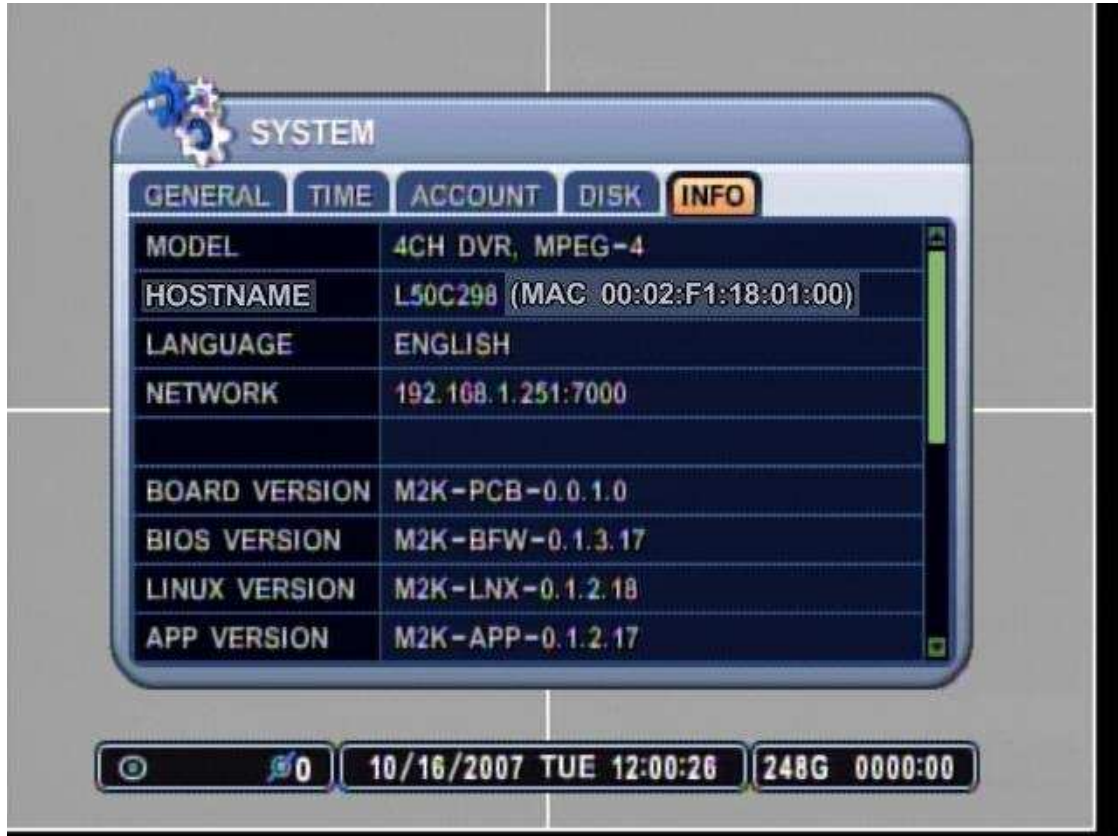 SYSTEM
GENERAL TIME ACCOUNT DISK INFO
MODEL 4CH DVR, MPEG-4
HOSTNAME L50C298 (MAC 00:02:F1:18:01:00)
LANGUAGE ENGLISH
NETWORK 192.168.1.251:7000
BOARD VERSION M2K-PCB-0.0.1.0
BIOS VERSION M2K-BFW-0.1.3.17
LINUX VERSION M2K-LNX-0.1.2.18
APP VERSION M2K-APP-0.1.2.17
0 10/16/2007 TUE 12:00:26 248G 0000:00